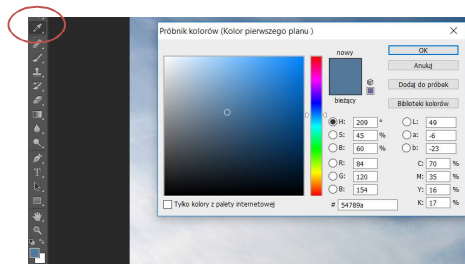 Próbnik kolorów (Kolor pierwszego planu )
nowy
bieżący
OK
Anuluj
Dodaj do próbek
Biblioteki kolorów
H: 209 °
S: 45 %
B: 60 %
R: 84
G: 120
B: 154
L: 49
a: -6
b: -23
C: 70 %
M: 35 %
Y: 16 %
K: 17 %
# 54789a
Tylko kolory z palety internetowej
T